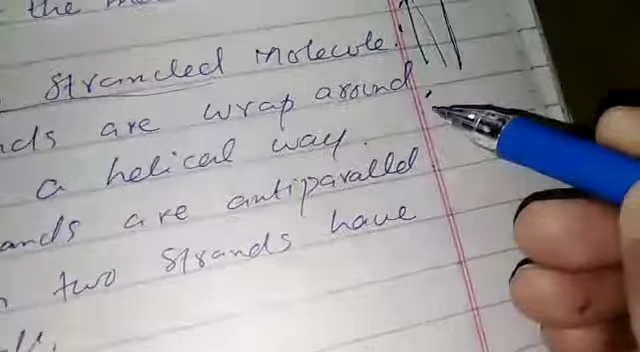 the
stranded molecule.
nds are wrap around
a helical way.
ands are antiparallel
two strands have